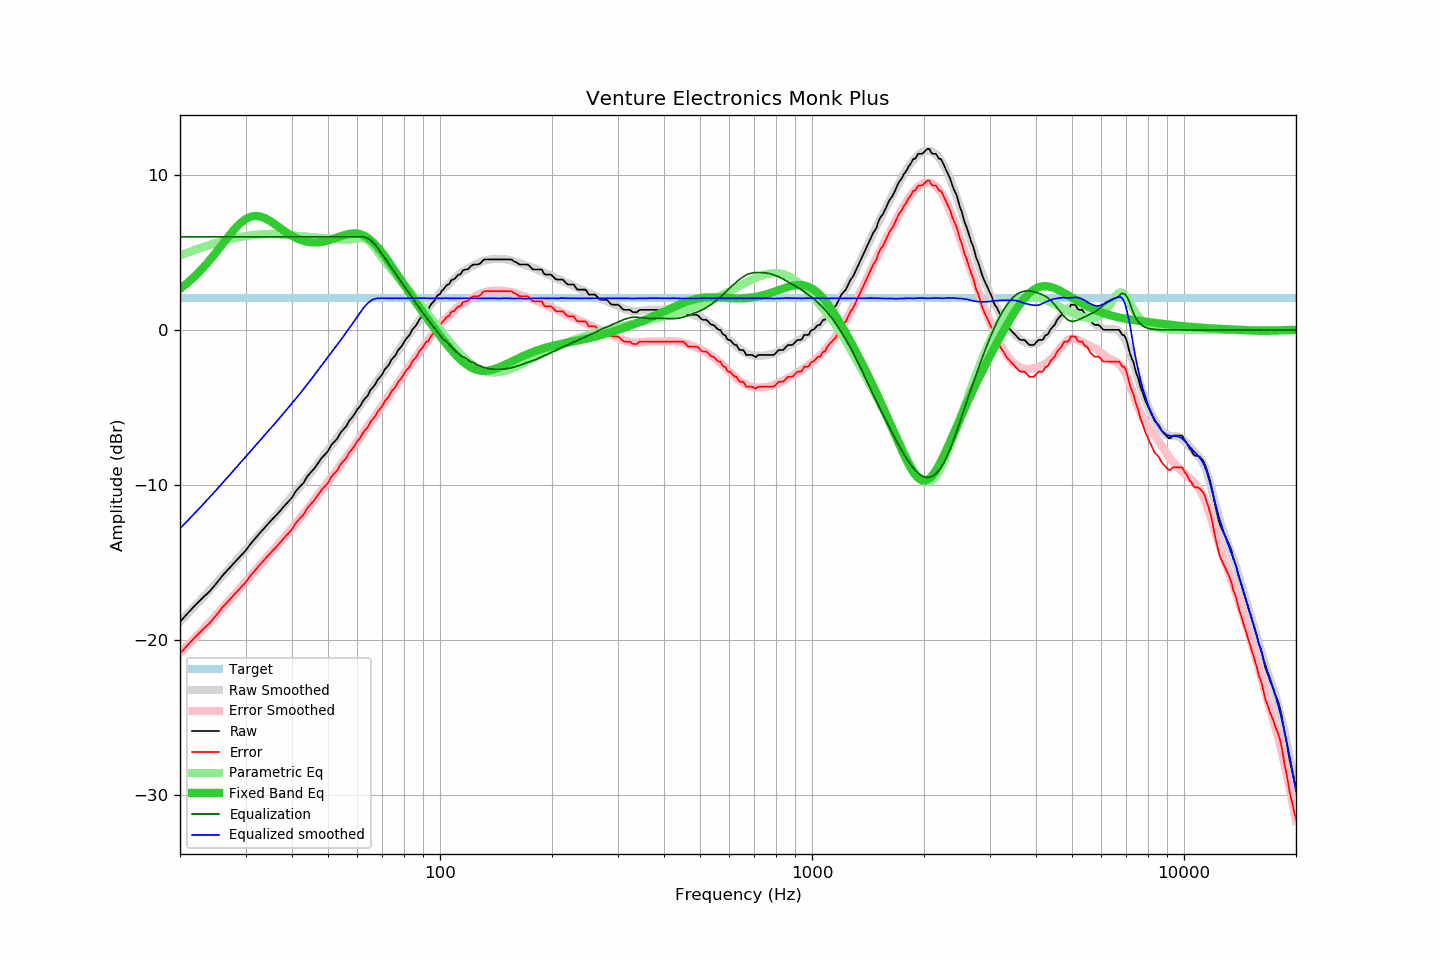 Venture Electronics Monk Plus
10
0
−10
−20
−30
Amplitude (dBr)
Target
Raw Smoothed
Error Smoothed
Raw
Error
Parametric Eq
Fixed Band Eq
Equalization
Equalized smoothed
100
1000
10000
Frequency (Hz)